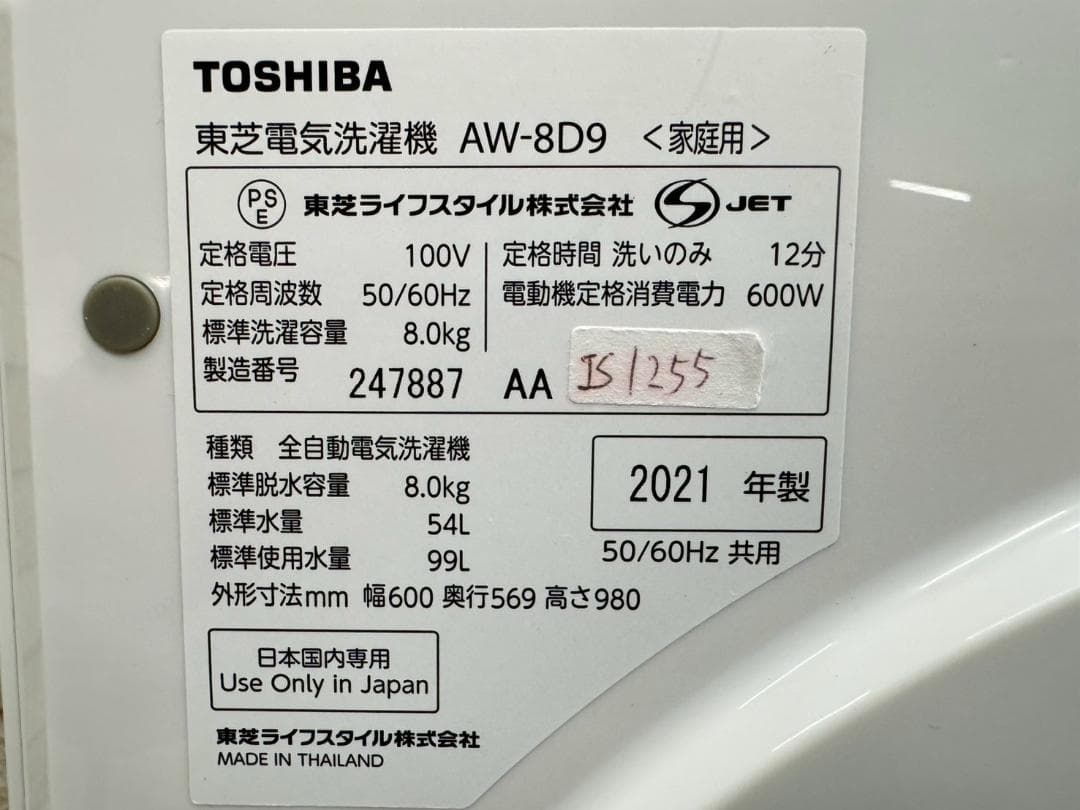 TOSHIBA
東芝電気洗濯機 AW-8D9 <家庭用>
PS E 東芝ライフスタイル株式会社 S JET
定格電圧 100V
定格周波数 50/60Hz
標準洗濯容量 8.0kg
定格時間 洗いのみ 12分
電動機定格消費電力 600W
製造番号 247887 AA IS1255
種類 全自動電気洗濯機
標準脱水容量 8.0kg
標準水量 54L
標準使用水量 99L
2021 年製
50/60Hz 共用
外形寸法mm 幅600 奥行569 高さ980
日本国内専用
Use Only in Japan
東芝ライフスタイル株式会社
MADE IN THAILAND